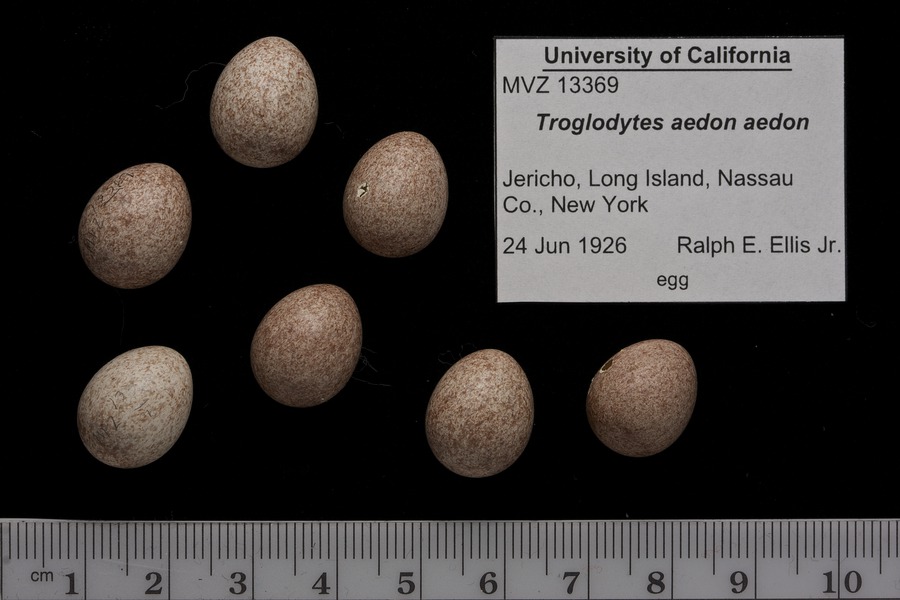 University of California
MVZ 13369
Troglodytes aedon aedon
Jericho, Long Island, Nassau
Co., New York
24 Jun 1926 Ralph E. Ellis Jr.
egg
cm 1 2 3 4 5 6 7 8 9 10